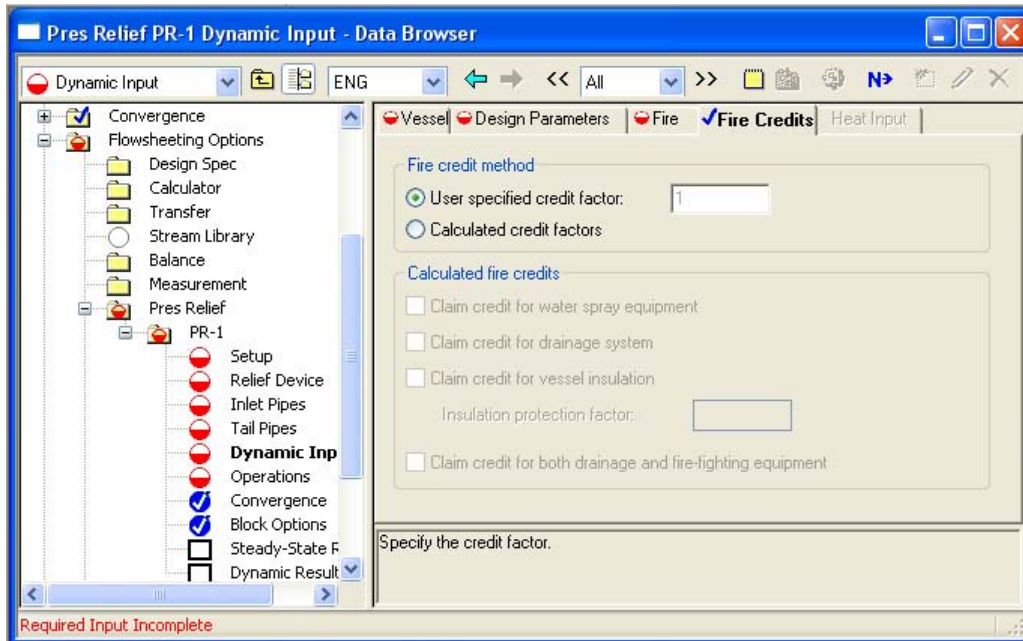 Pres Relief PR-1 Dynamic Input - Data Browser
Dynamic Input
ENG
<<
All
>>
N
Convergence
Flowsheeting Options
Design Spec
Calculator
Transfer
Stream Library
Balance
Measurement
Pres Relief
PR-1
Setup
Relief Device
Inlet Pipes
Tail Pipes
Dynamic Inp
Operations
Convergence
Block Options
Steady-State R
Dynamic Result
Vessel
Design Parameters
Fire
Fire Credits
Heat Input
Fire credit method
User specified credit factor:
1
Calculated credit factors
Calculated fire credits
Claim credit for water spray equipment
Claim credit for drainage system
Claim credit for vessel insulation
Insulation protection factor:
Claim credit for both drainage and fire-fighting equipment
Specify the credit factor.
Required Input Incomplete